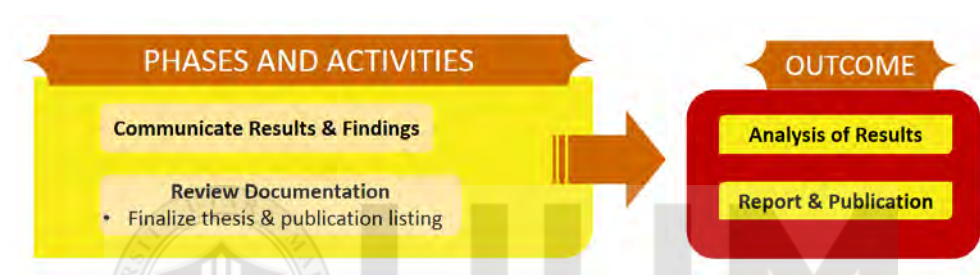 PHASES AND ACTIVITIES
Communicate Results & Findings
Review Documentation
• Finalize thesis & publication listing
OUTCOME
Analysis of Results
Report & Publication